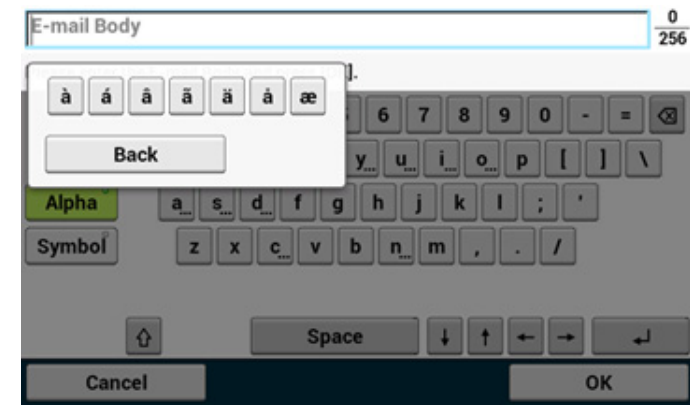 E-mail Body
0
256
].
à á â ã ä å æ
6 7 8 9 0 - =
Back
y... u... i... o... p [ ] \
Alpha
a... s... d... f g h j k l ; '
Symbol
z x c... v b n... m , . /
Space ↓ ↑ ← →
Cancel
OK